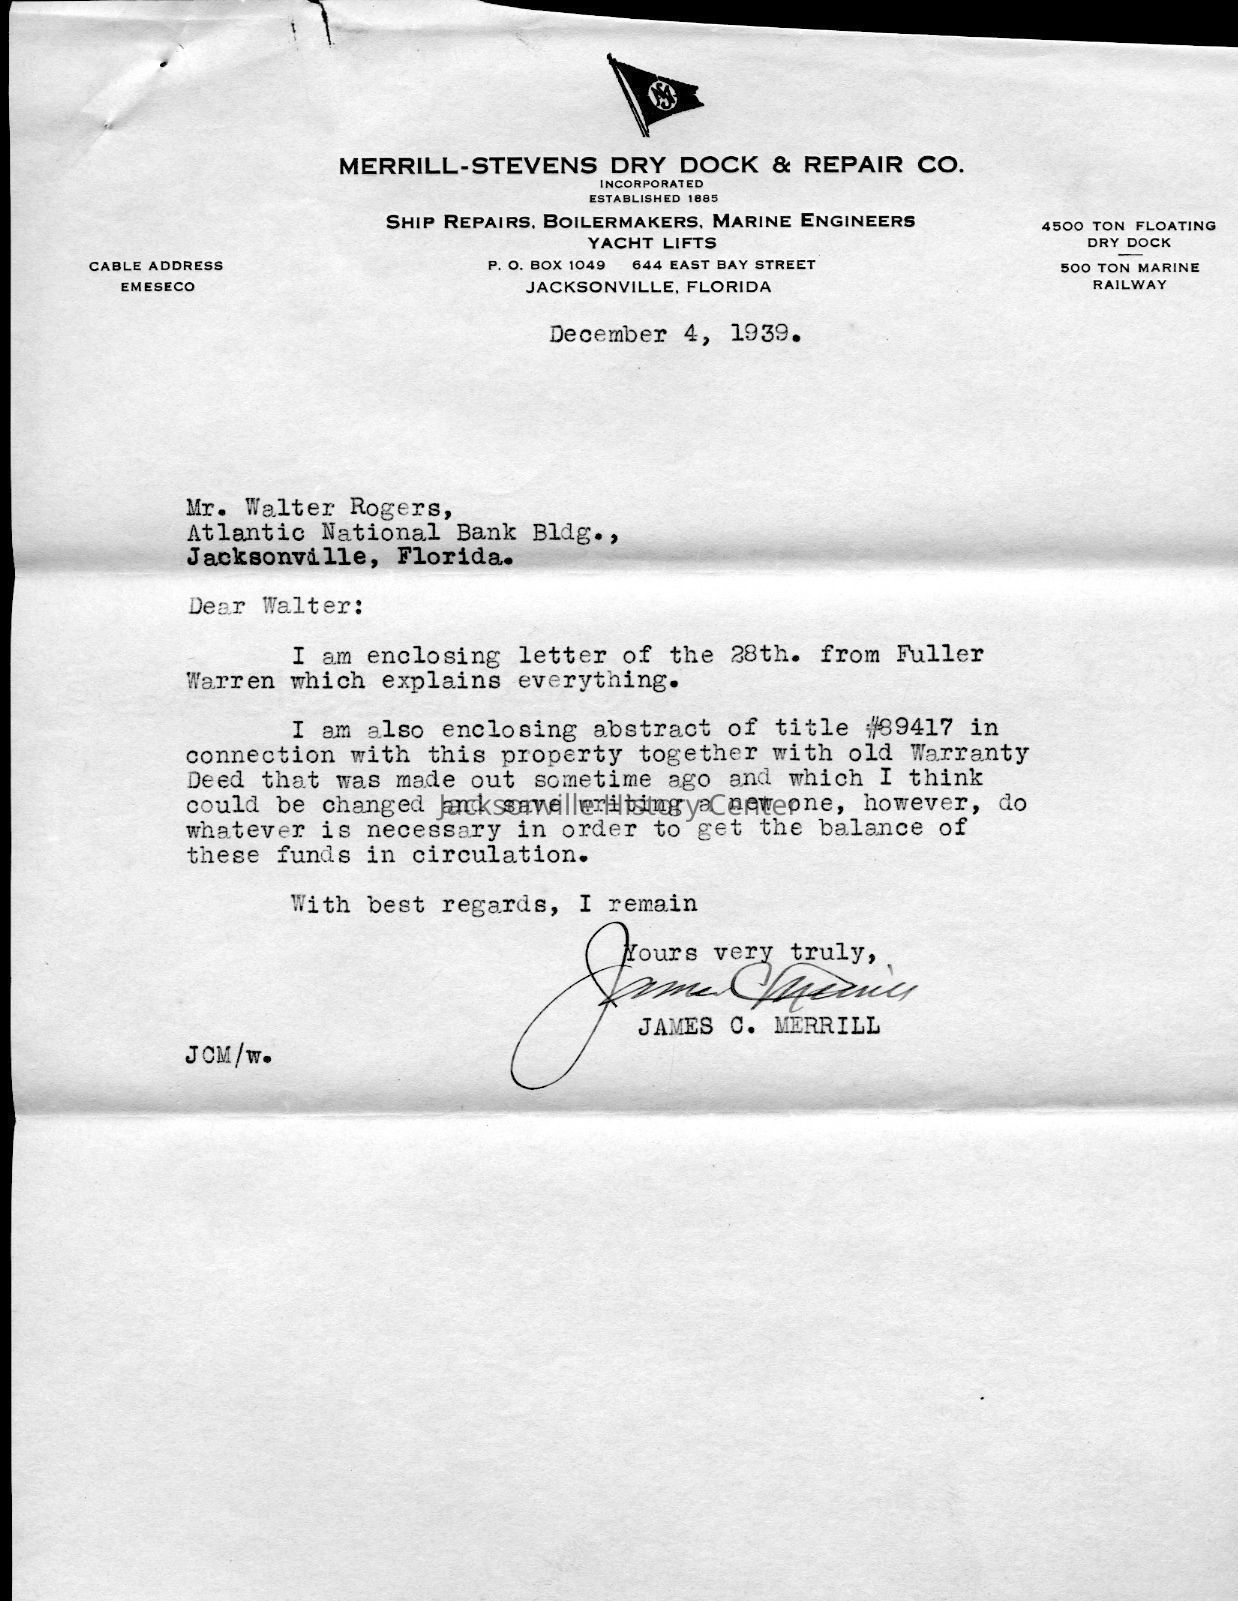 MERRILL-STEVENS DRY DOCK & REPAIR CO.
INCORPORATED
ESTABLISHED 1885
SHIP REPAIRS, BOILERMAKERS, MARINE ENGINEERS
YACHT LIFTS
P. O. BOX 1049 644 EAST BAY STREET
JACKSONVILLE, FLORIDA
CABLE ADDRESS
EMESECO
4500 TON FLOATING
DRY DOCK
500 TON MARINE
RAILWAY
December 4, 1939.
Mr. Walter Rogers,
Atlantic National Bank Bldg.,
Jacksonville, Florida.
Dear Walter:
I am enclosing letter of the 28th. from Fuller
Warren which explains everything.
I am also enclosing abstract of title #89417 in
connection with this property together with old Warranty
Deed that was made out sometime ago and which I think
could be changed and save writing a new one, however, do
whatever is necessary in order to get the balance of
these funds in circulation.
Jacksonville History Center
With best regards, I remain
Yours very truly,
James C Merrill
JAMES C. MERRILL
JCM/w.